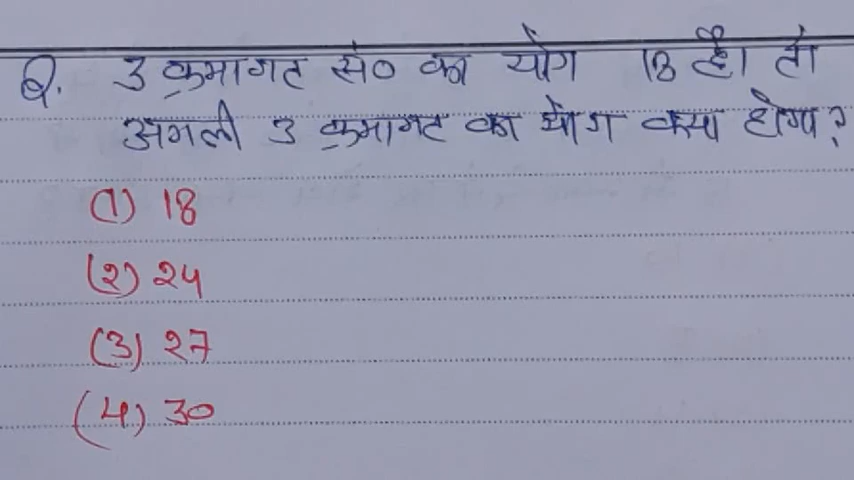 Q. 3 क्रमागत सं० का योग 18 है। तो
अगली 3 क्रमागत का योग क्या होगा?
(1) 18
(2) 24
(3) 27
(4) 30